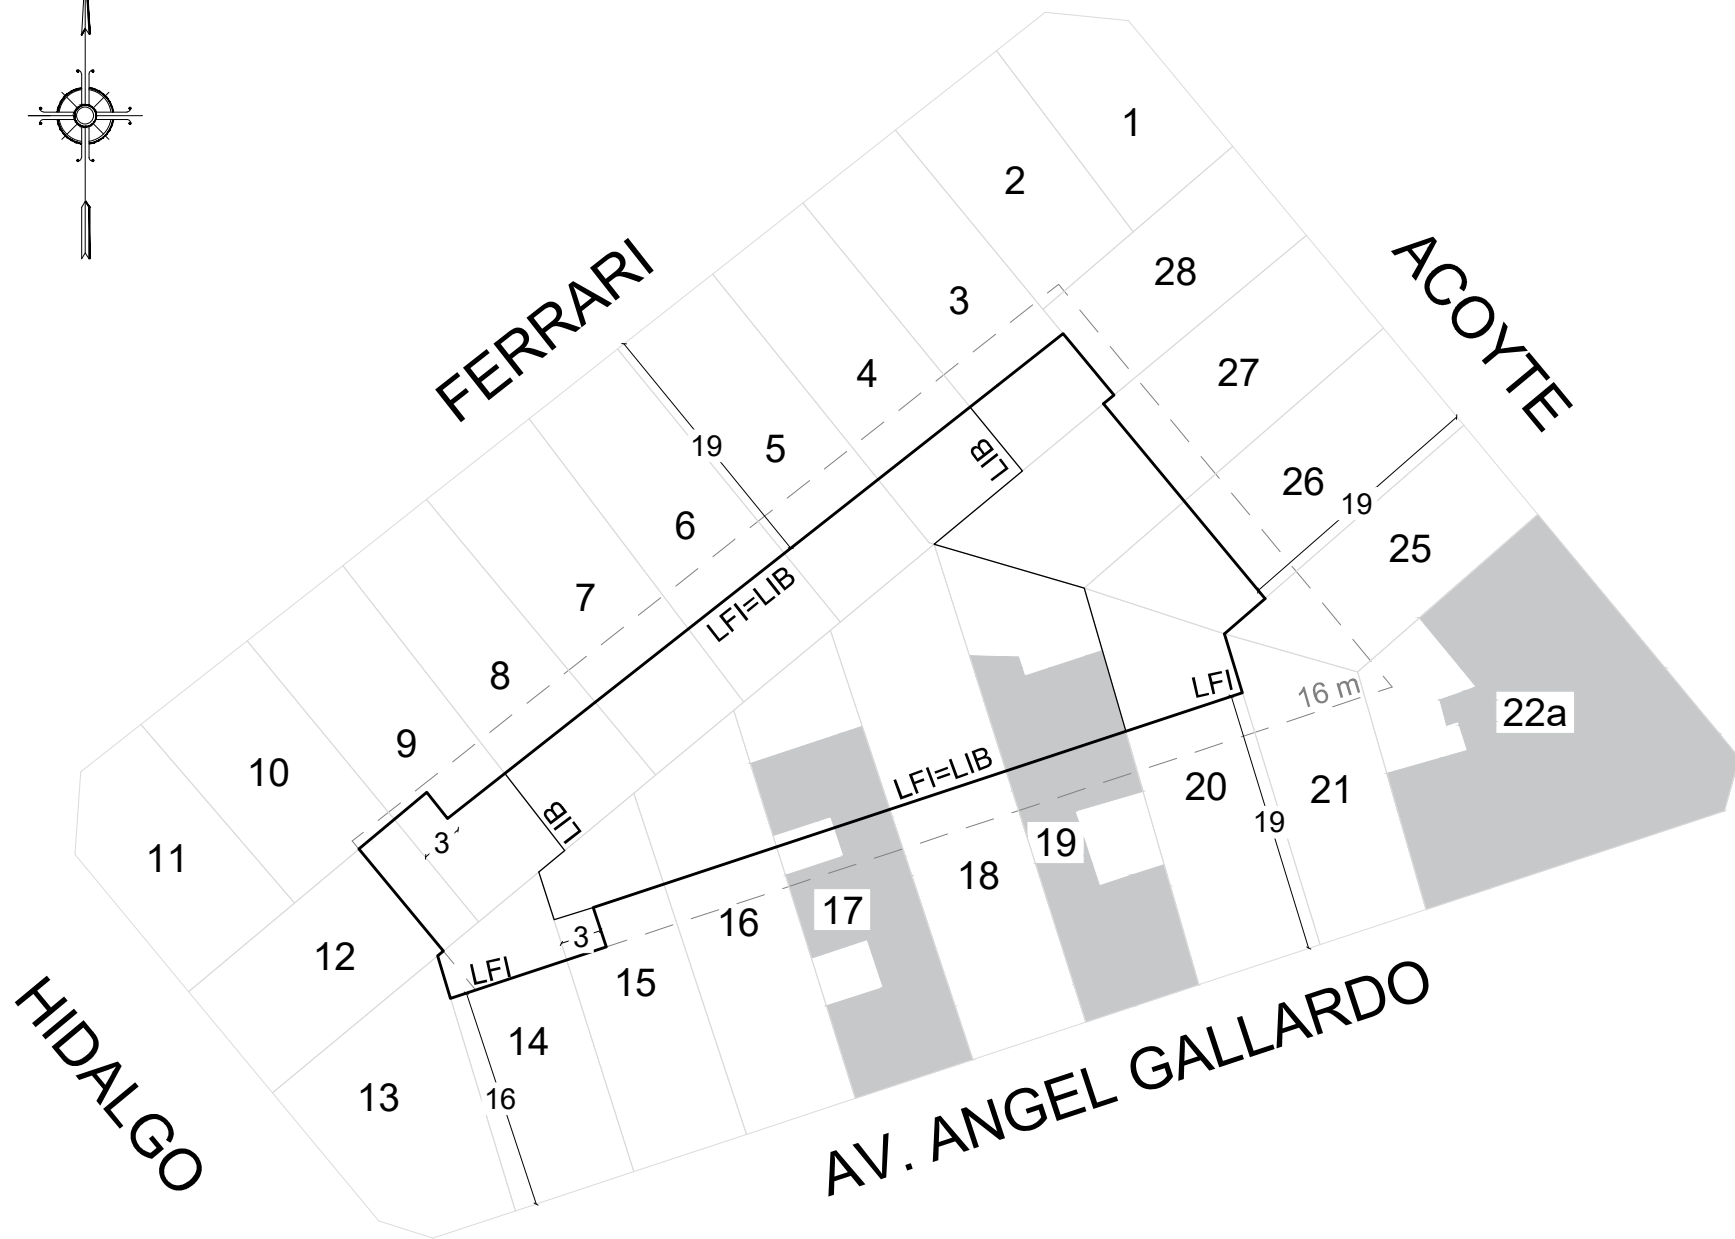 1
2
FERRARI
ACOYTE
28
3
4
27
19
5
LIB
26
19
6
25
7
LFI=LIB
8
LFI
16 m
22a
9
10
LFI=LIB
20
21
LIB
19
3
19
11
18
17
16
3
12
LFI
15
14
HIDALGO
13
16
AV. ANGEL GALLARDO